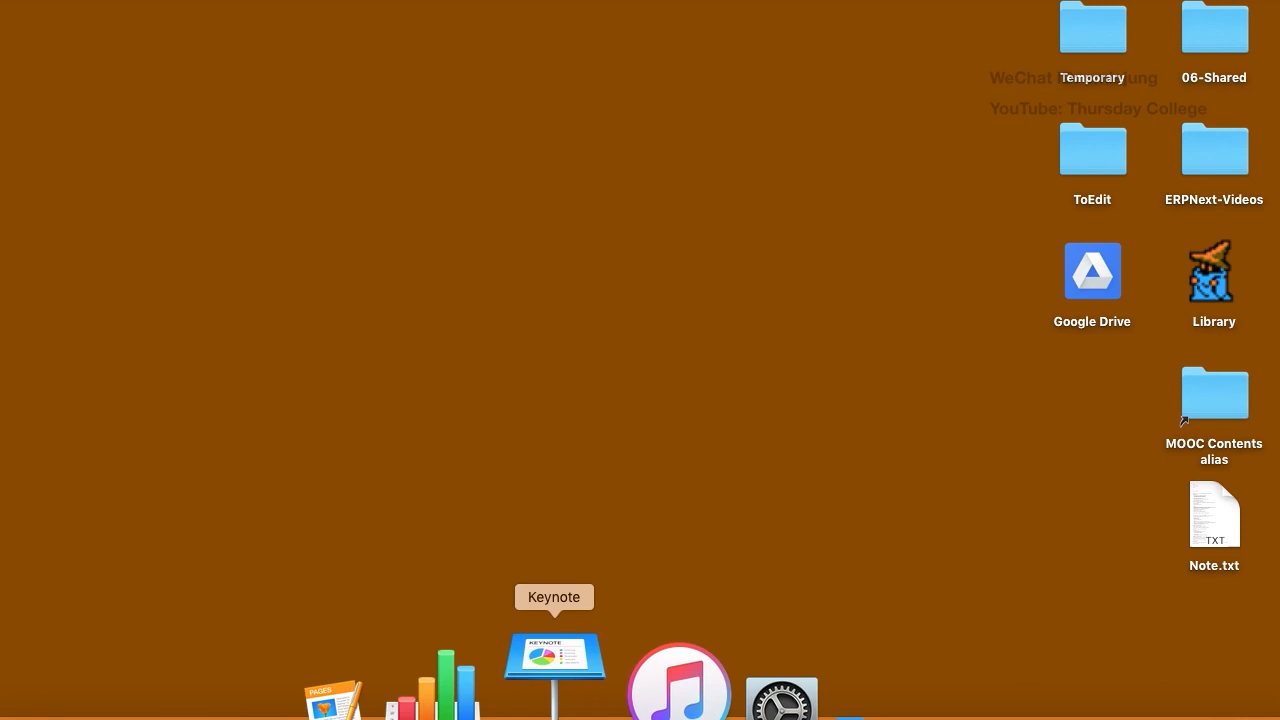 Temporary
06-Shared
WeChat
YouTube: Thursday College
ToEdit
ERPNext-Videos
Google Drive
Library
MOOC Contents
alias
TXT
Note.txt
Keynote
KEYNOTE
PAGES